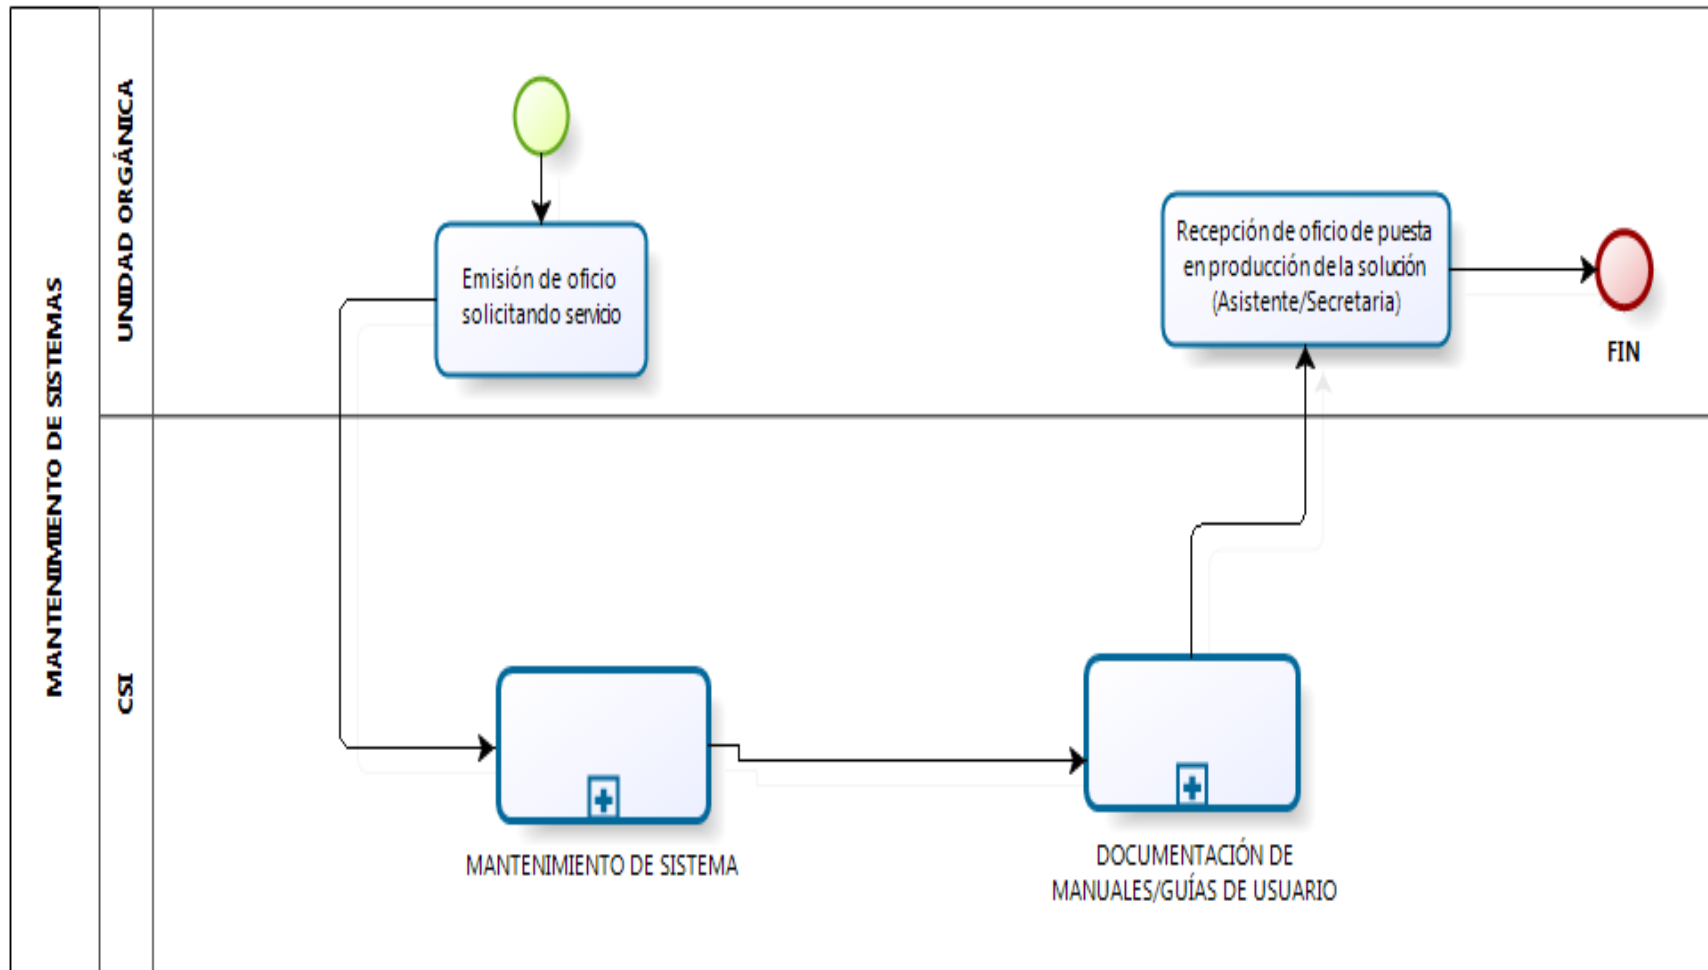 MANTENIMIENTO DE SISTEMAS
UNIDAD ORGÁNICA
Emisión de oficio
solicitando servicio
Recepción de oficio de puesta
en producción de la solución
(Asistente/Secretaria)
FIN
CSI
MANTENIMIENTO DE SISTEMA
DOCUMENTACIÓN DE
MANUALES/GUÍAS DE USUARIO